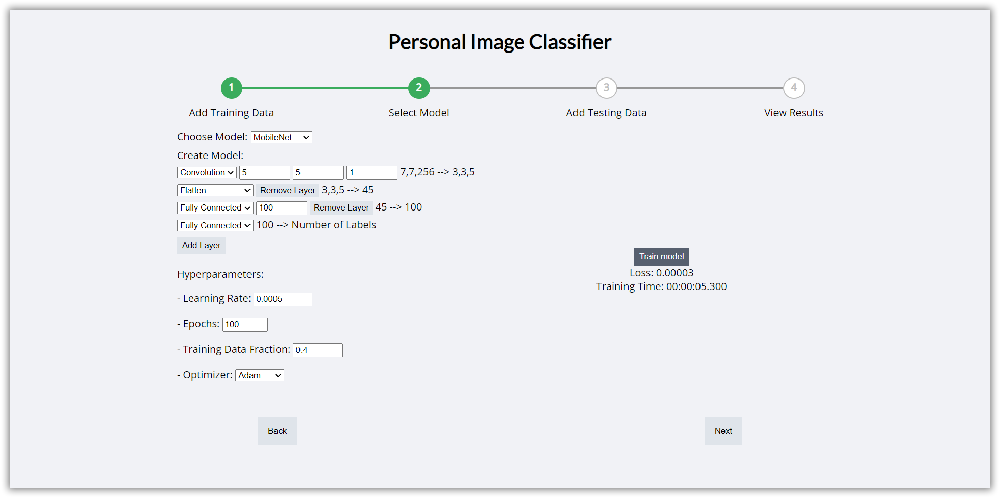 Personal Image Classifier
1 2 3 4
Add Training Data Select Model Add Testing Data View Results
Choose Model: MobileNet
Create Model:
Convolution 5 5 1 7,7,256 --> 3,3,5
Flatten Remove Layer 3,3,5 --> 45
Fully Connected 100 Remove Layer 45 --> 100
Fully Connected 100 --> Number of Labels
Add Layer
Hyperparameters:
- Learning Rate: 0.0005
- Epochs: 100
- Training Data Fraction: 0.4
- Optimizer: Adam
Train model
Loss: 0.00003
Training Time: 00:00:05.300
Back Next